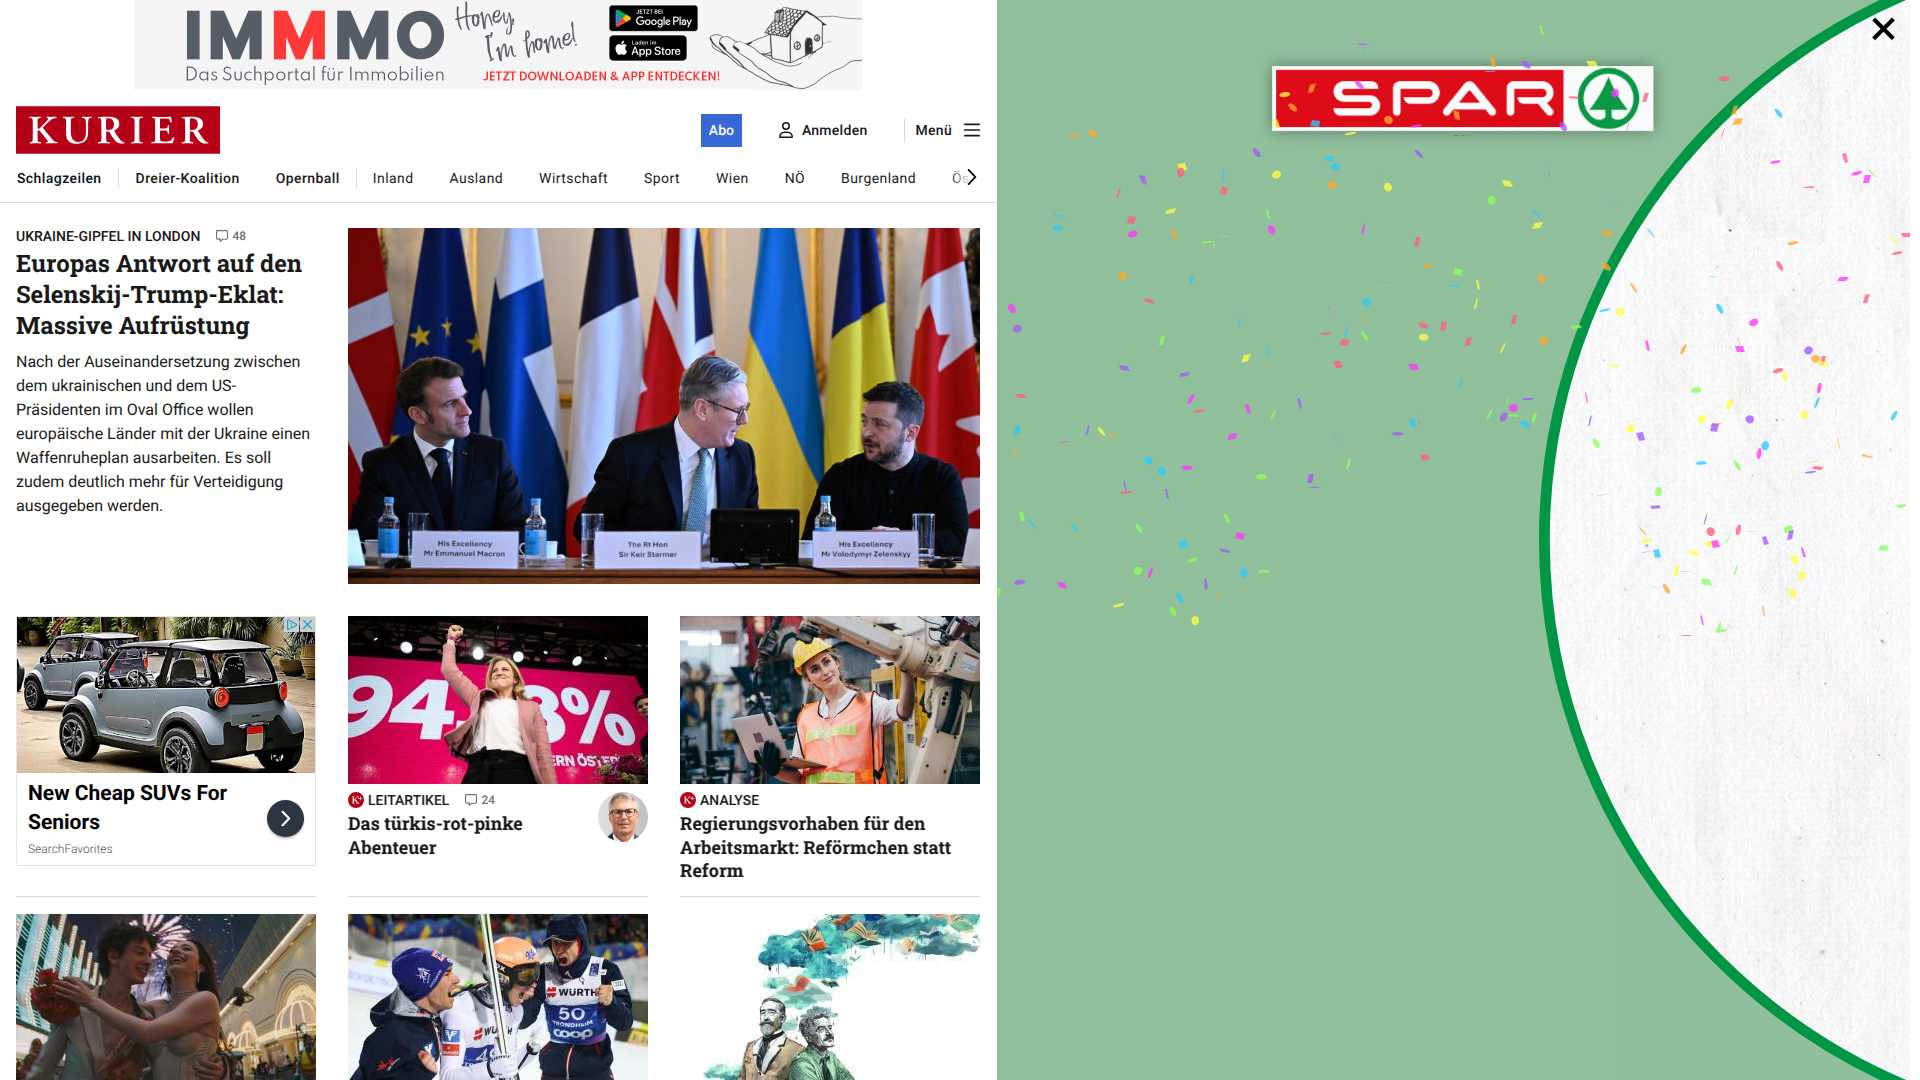 IMMMO
Das Suchportal für Immobilien
Honey, I'm home!
JETZT BEI
Google Play
Laden im
App Store
JETZT DOWNLOADEN & APP ENTDECKEN!
KURIER
Abo
Anmelden
Menü
Schlagzeilen
Dreier-Koalition
Opernball
Inland
Ausland
Wirtschaft
Sport
Wien
NÖ
Burgenland
SPAR
UKRAINE-GIPFEL IN LONDON 48
Europas Antwort auf den
Selenskij-Trump-Eklat:
Massive Aufrüstung
Nach der Auseinandersetzung zwischen
dem ukrainischen und dem US-
Präsidenten im Oval Office wollen
europäische Länder mit der Ukraine einen
Waffenruheplan ausarbeiten. Es soll
zudem deutlich mehr für Verteidigung
ausgegeben werden.
His Excellency
Mr Emmanuel Macron
The Rt Hon
Sir Keir Starmer
His Excellency
Mr Volodymyr Zelenskyy
New Cheap SUVs For
Seniors
SearchFavorites
K+ LEITARTIKEL 24
Das türkis-rot-pinke
Abenteuer
K+ ANALYSE
Regierungsvorhaben für den
Arbeitsmarkt: Reförmchen statt
Reform
WÜRTH
50
TRONDHEIM
coop